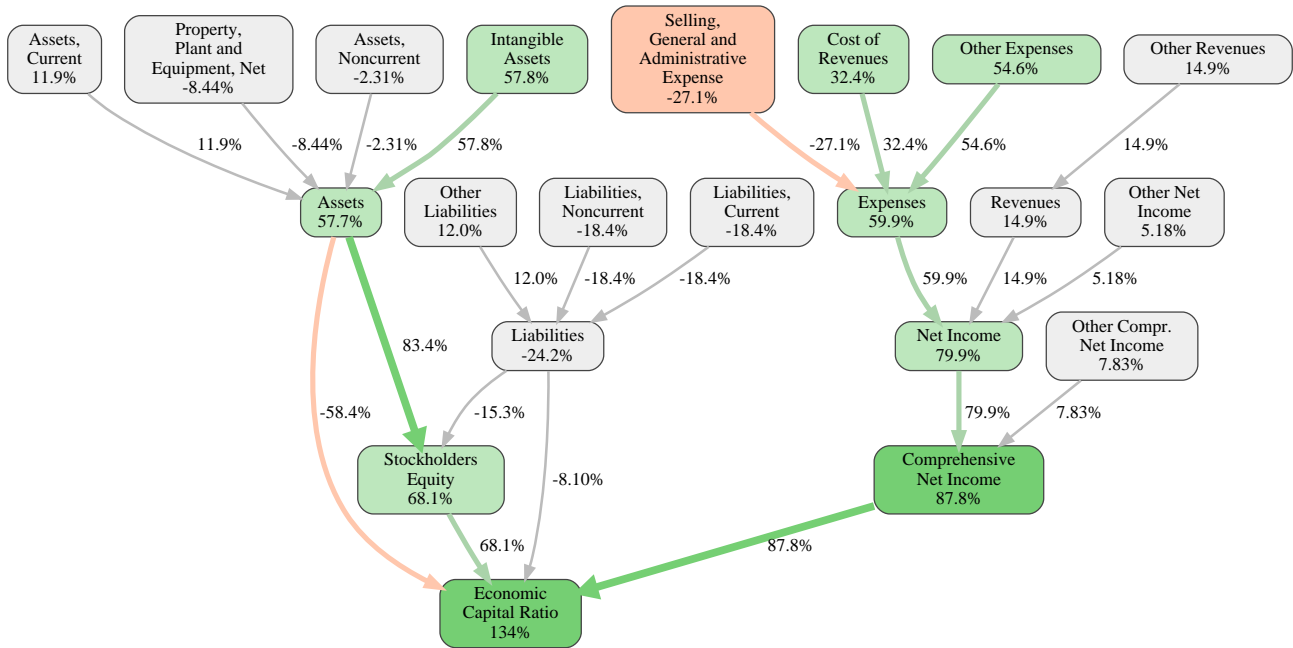 Assets,
Current
11.9%
Property,
Plant and
Equipment, Net
-8.44%
Assets,
Noncurrent
-2.31%
Intangible
Assets
57.8%
Selling,
General and
Administrative
Expense
-27.1%
Cost of
Revenues
32.4%
Other Expenses
54.6%
Other Revenues
14.9%
11.9%
-8.44%
-2.31%
57.8%
-27.1%
32.4%
54.6%
14.9%
Assets
57.7%
Other
Liabilities
12.0%
Liabilities,
Noncurrent
-18.4%
Liabilities,
Current
-18.4%
Expenses
59.9%
Revenues
14.9%
Other Net
Income
5.18%
12.0%
-18.4%
-18.4%
59.9%
14.9%
5.18%
Liabilities
-24.2%
Net Income
79.9%
Other Compr.
Net Income
7.83%
83.4%
-58.4%
-15.3%
79.9%
7.83%
Stockholders
Equity
68.1%
-8.10%
Comprehensive
Net Income
87.8%
68.1%
87.8%
Economic
Capital Ratio
134%